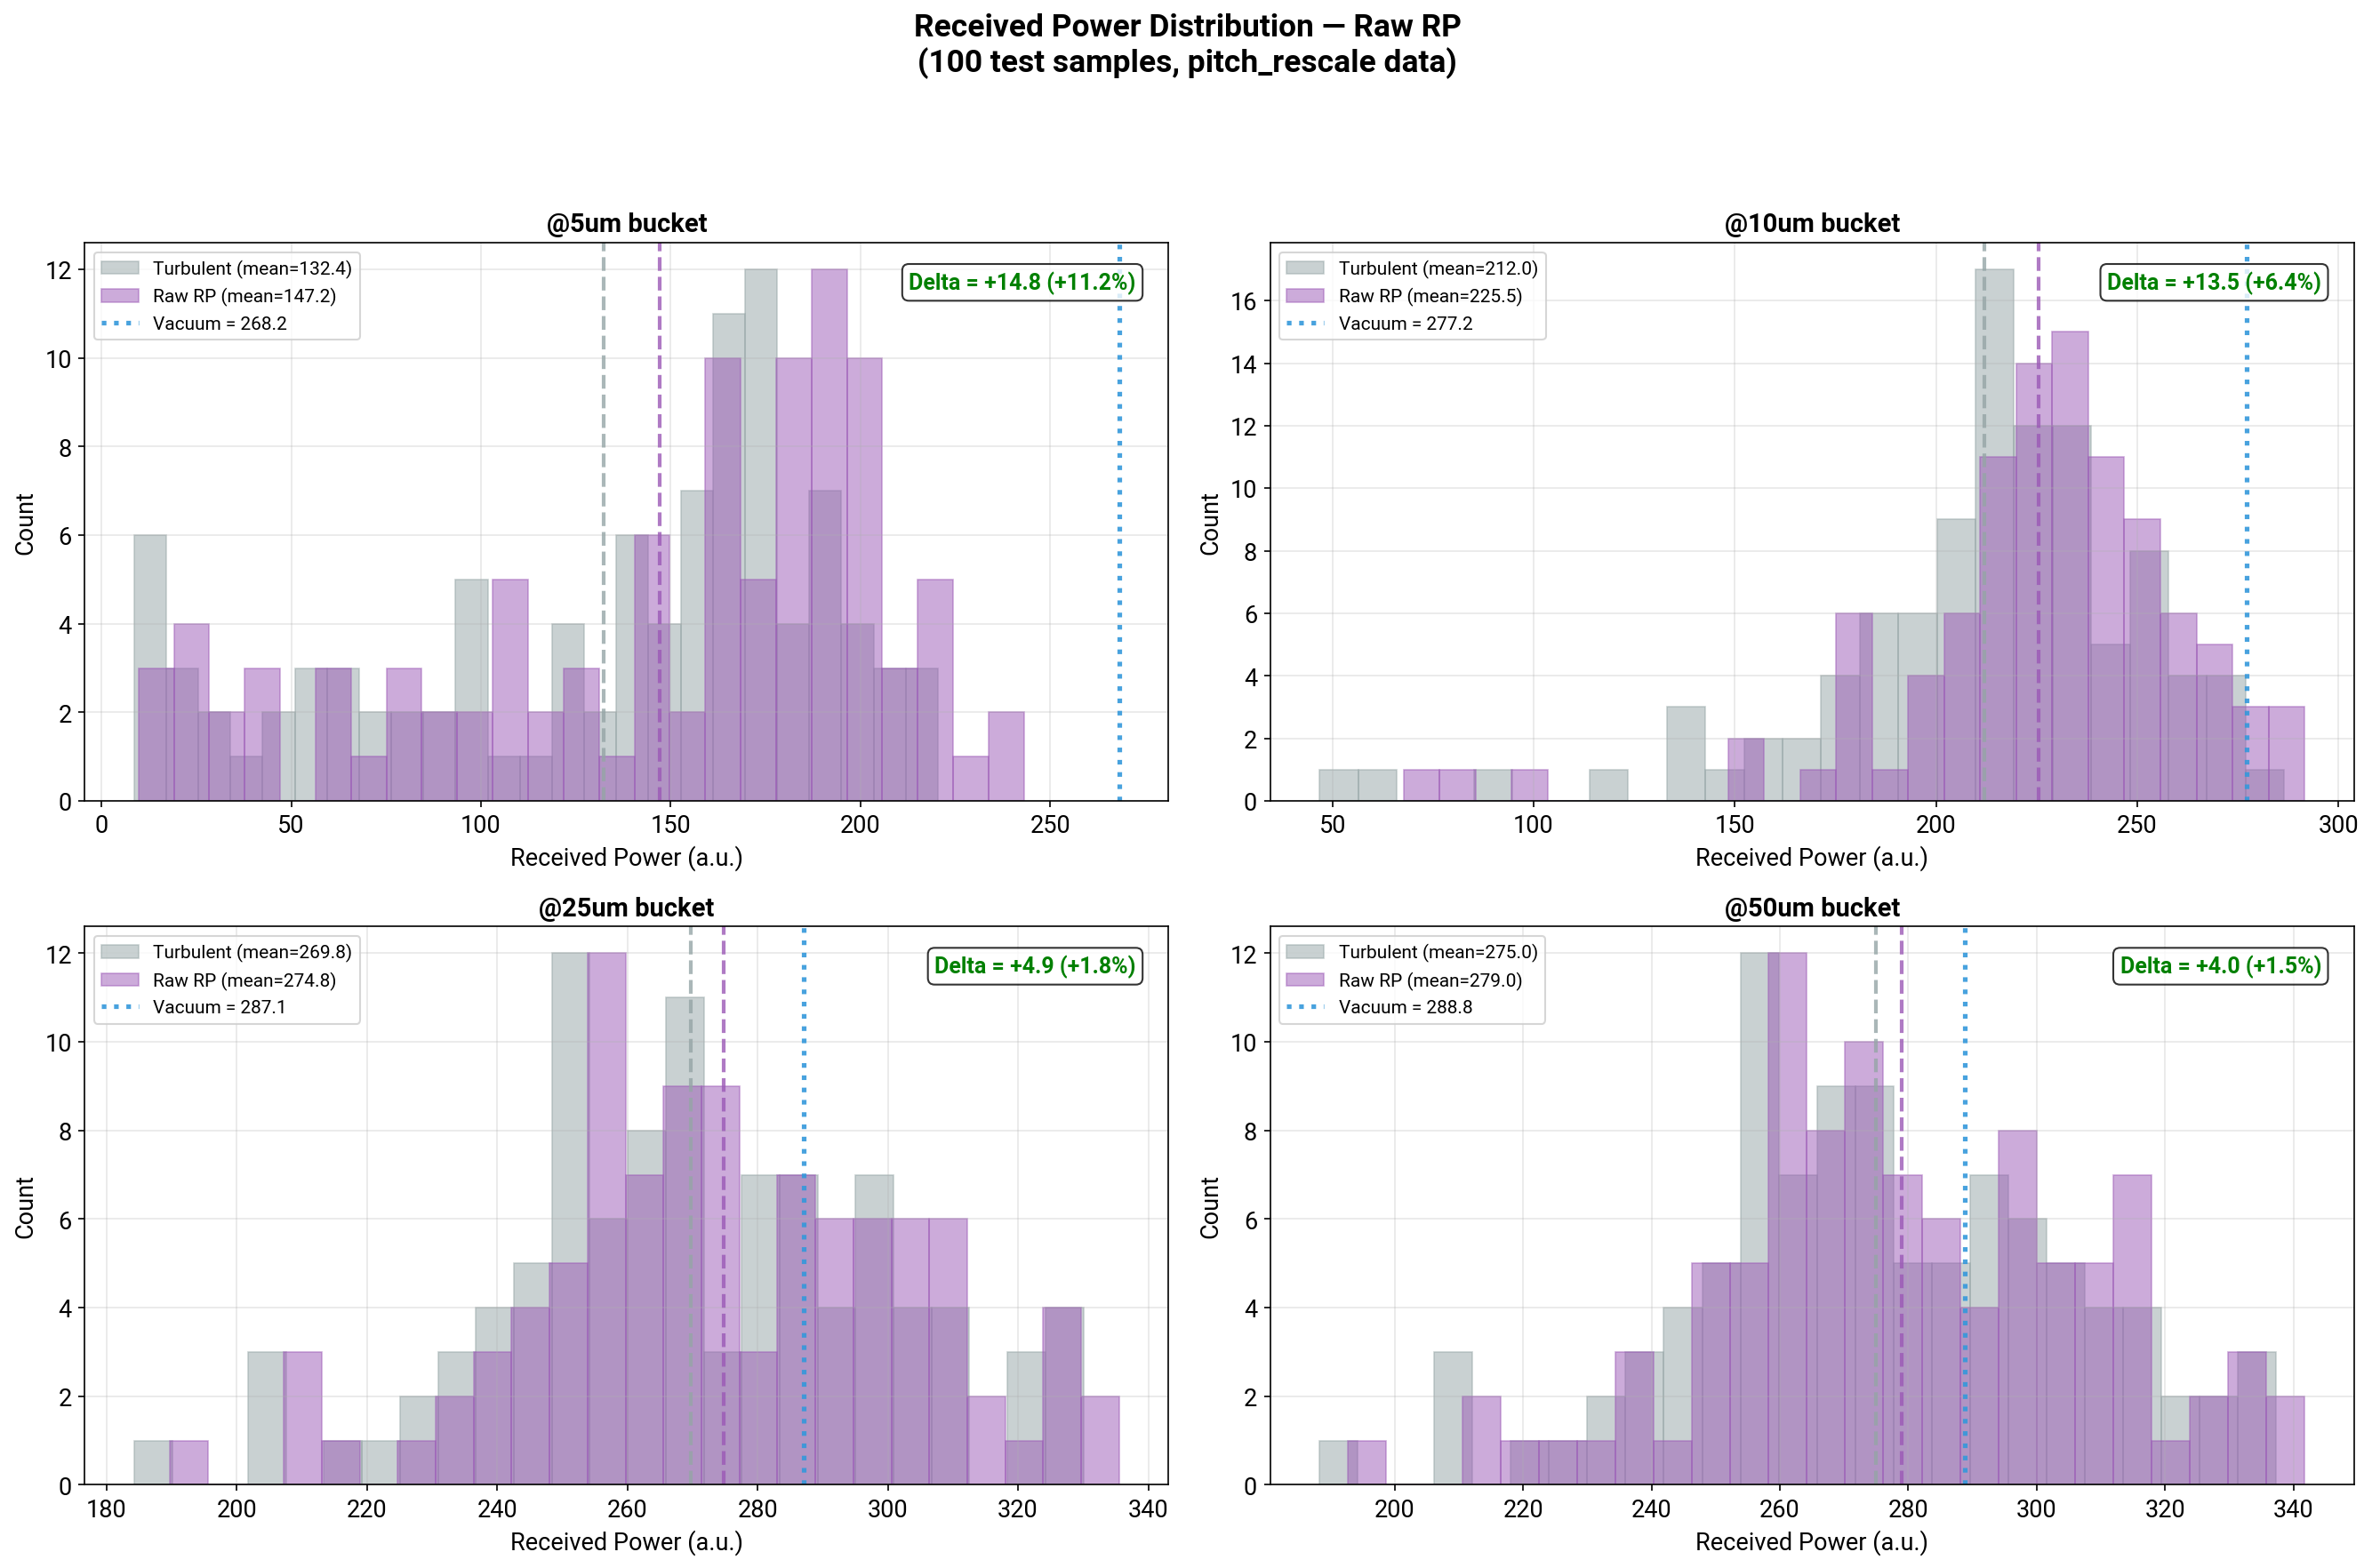 Received Power Distribution — Raw RP
(100 test samples, pitch_rescale data)
@5um bucket
Turbulent (mean=132.4)
Raw RP (mean=147.2)
Vacuum = 268.2
Delta = +14.8 (+11.2%)
12
10
8
6
4
2
0
Count
0 50 100 150 200 250
Received Power (a.u.)
@10um bucket
Turbulent (mean=212.0)
Raw RP (mean=225.5)
Vacuum = 277.2
Delta = +13.5 (+6.4%)
16
14
12
10
8
6
4
2
0
Count
50 100 150 200 250 300
Received Power (a.u.)
@25um bucket
Turbulent (mean=269.8)
Raw RP (mean=274.8)
Vacuum = 287.1
Delta = +4.9 (+1.8%)
12
10
8
6
4
2
0
Count
180 200 220 240 260 280 300 320 340
Received Power (a.u.)
@50um bucket
Turbulent (mean=275.0)
Raw RP (mean=279.0)
Vacuum = 288.8
Delta = +4.0 (+1.5%)
12
10
8
6
4
2
0
Count
200 220 240 260 280 300 320 340
Received Power (a.u.)